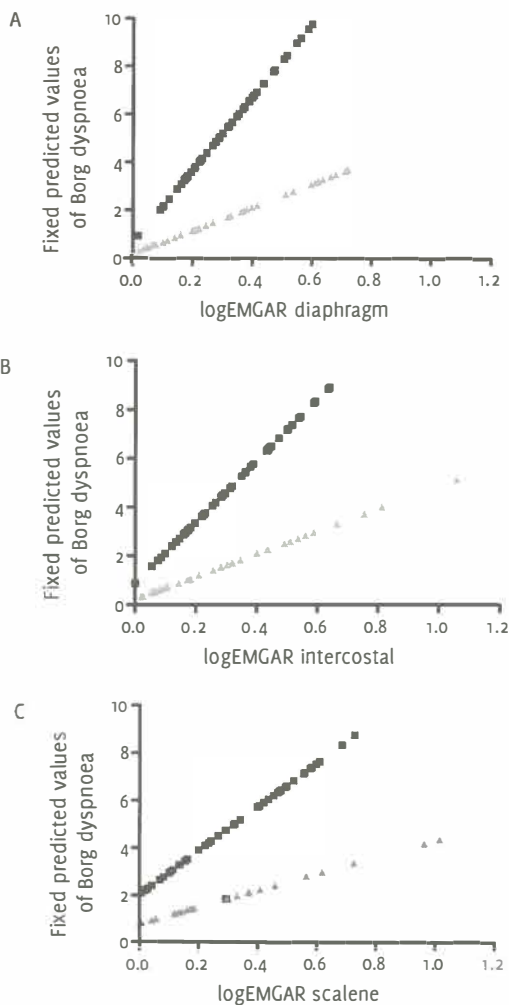 A
Fixed predicted values
of Borg dyspnoea
10
8
6
4
2
0
0.0 0.2 0.4 0.6 0.8 1.0 1.2
logEMGAR diaphragm
B
Fixed predicted values
of Borg dyspnoea
10
8
6
4
2
0
0.0 0.2 0.4 0.6 0.8 1.0 1.2
logEMGAR intercostal
C
Fixed predicted values
of Borg dyspnoea
10
8
6
4
2
0
0.0 0.2 0.4 0.6 0.8 1.0 1.2
logEMGAR scalene